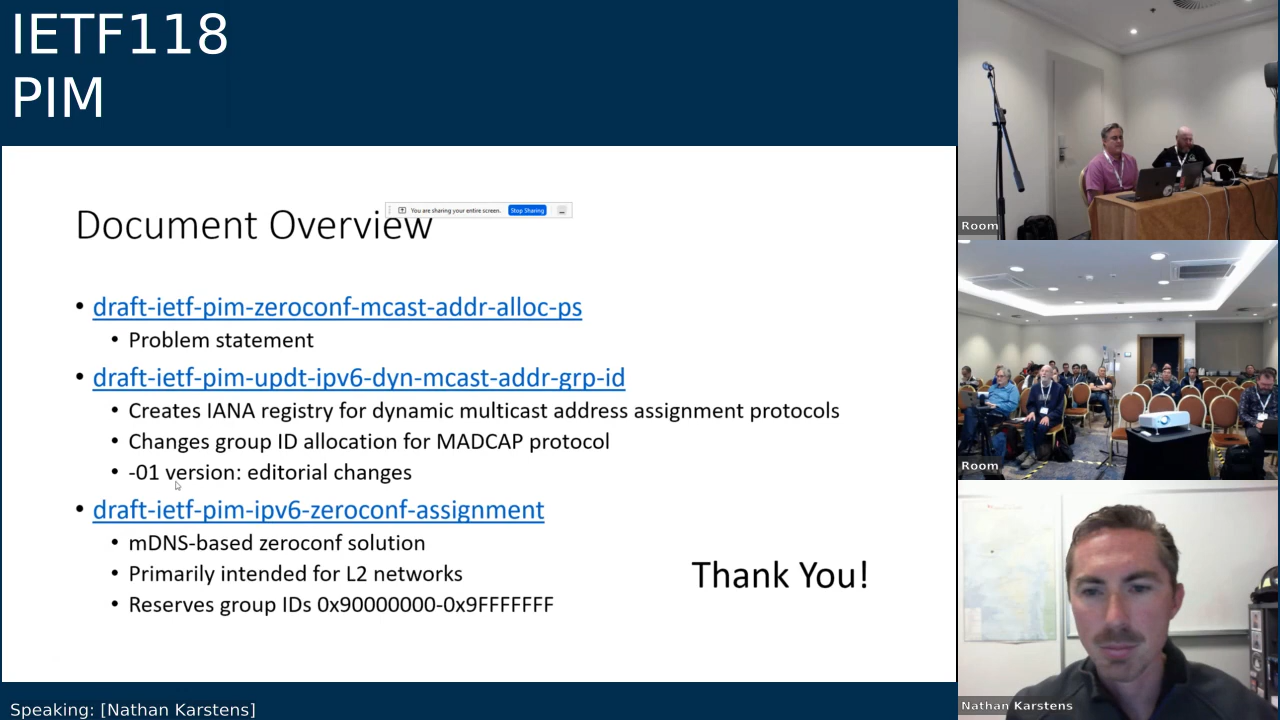 IETF118
PIM
Document Overview
You are sharing your entire screen.
Stop Sharing
draft-ietf-pim-zeroconf-mcast-addr-alloc-ps
Problem statement
draft-ietf-pim-updt-ipv6-dyn-mcast-addr-grp-id
Creates IANA registry for dynamic multicast address assignment protocols
Changes group ID allocation for MADCAP protocol
-01 version: editorial changes
draft-ietf-pim-ipv6-zeroconf-assignment
mDNS-based zeroconf solution
Primarily intended for L2 networks
Reserves group IDs 0x90000000-0x9FFFFFFF
Thank You!
Speaking: [Nathan Karstens]
Room
Room
Nathan Karstens